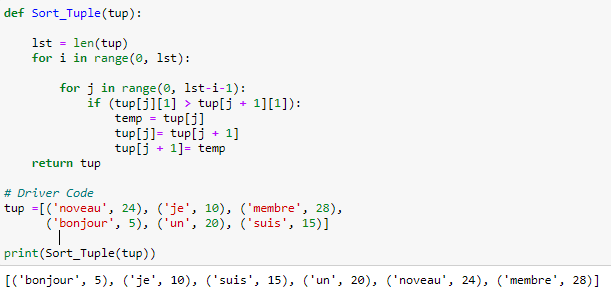 def Sort_Tuple(tup):
lst = len(tup)
for i in range(0, lst):
for j in range(0, lst-i-1):
if (tup[j][1] > tup[j + 1][1]):
temp = tup[j]
tup[j]= tup[j + 1]
tup[j + 1]= temp
return tup
# Driver Code
tup =[('noveau', 24), ('je', 10), ('membre', 28),
('bonjour', 5), ('un', 20), ('suis', 15)]
print(Sort_Tuple(tup))
[('bonjour', 5), ('je', 10), ('suis', 15), ('un', 20), ('noveau', 24), ('membre', 28)]